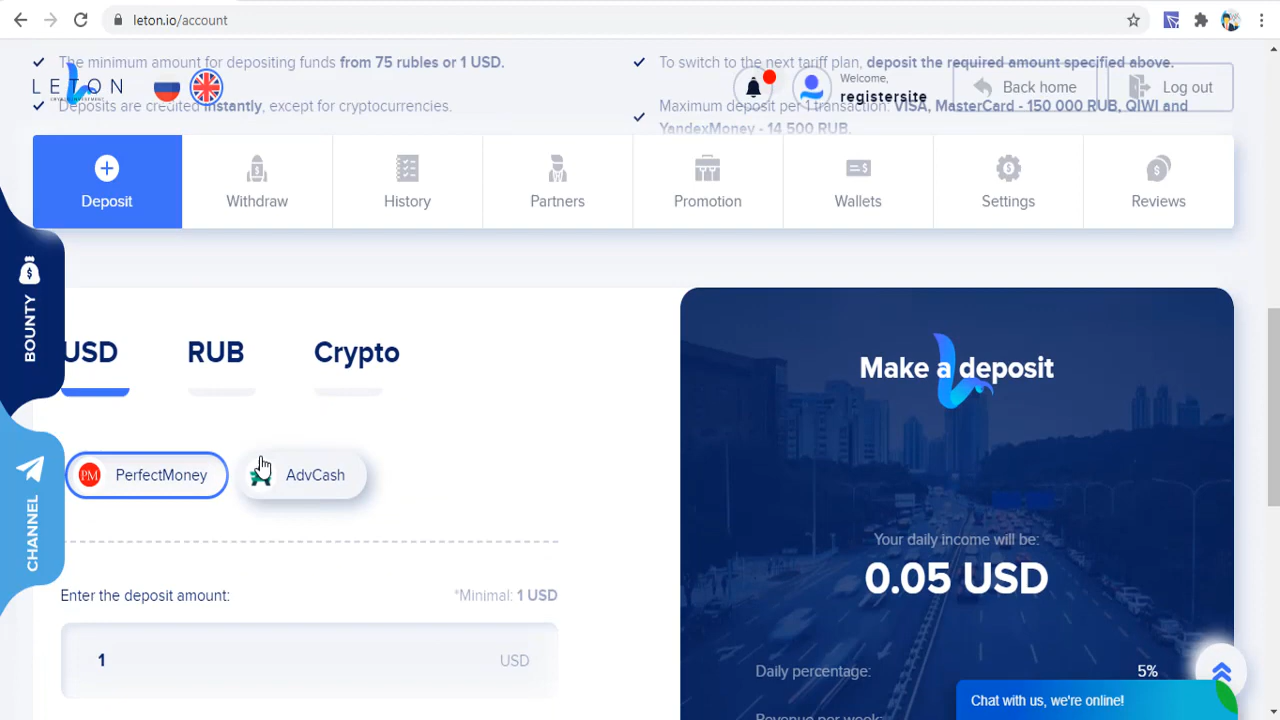 leton.io/account
The minimum amount for depositing funds from 75 rubles or 1 USD.
To switch to the next tariff plan, deposit the required amount specified above.
LETON
Welcome,
registersite
Back home
Log out
Deposits are credited instantly, except for cryptocurrencies.
Maximum deposit per 1 transaction: VISA, MasterCard - 150 000 RUB, QIWI and
YandexMoney - 14 500 RUB.
Deposit
Withdraw
History
Partners
Promotion
Wallets
Settings
Reviews
BOUNTY
CHANNEL
USD
RUB
Crypto
PM PerfectMoney
AdvCash
Enter the deposit amount:
*Minimal: 1 USD
1
USD
Make a deposit
Your daily income will be:
0.05 USD
Daily percentage:
5%
Revenue per week:
Chat with us, we're online!